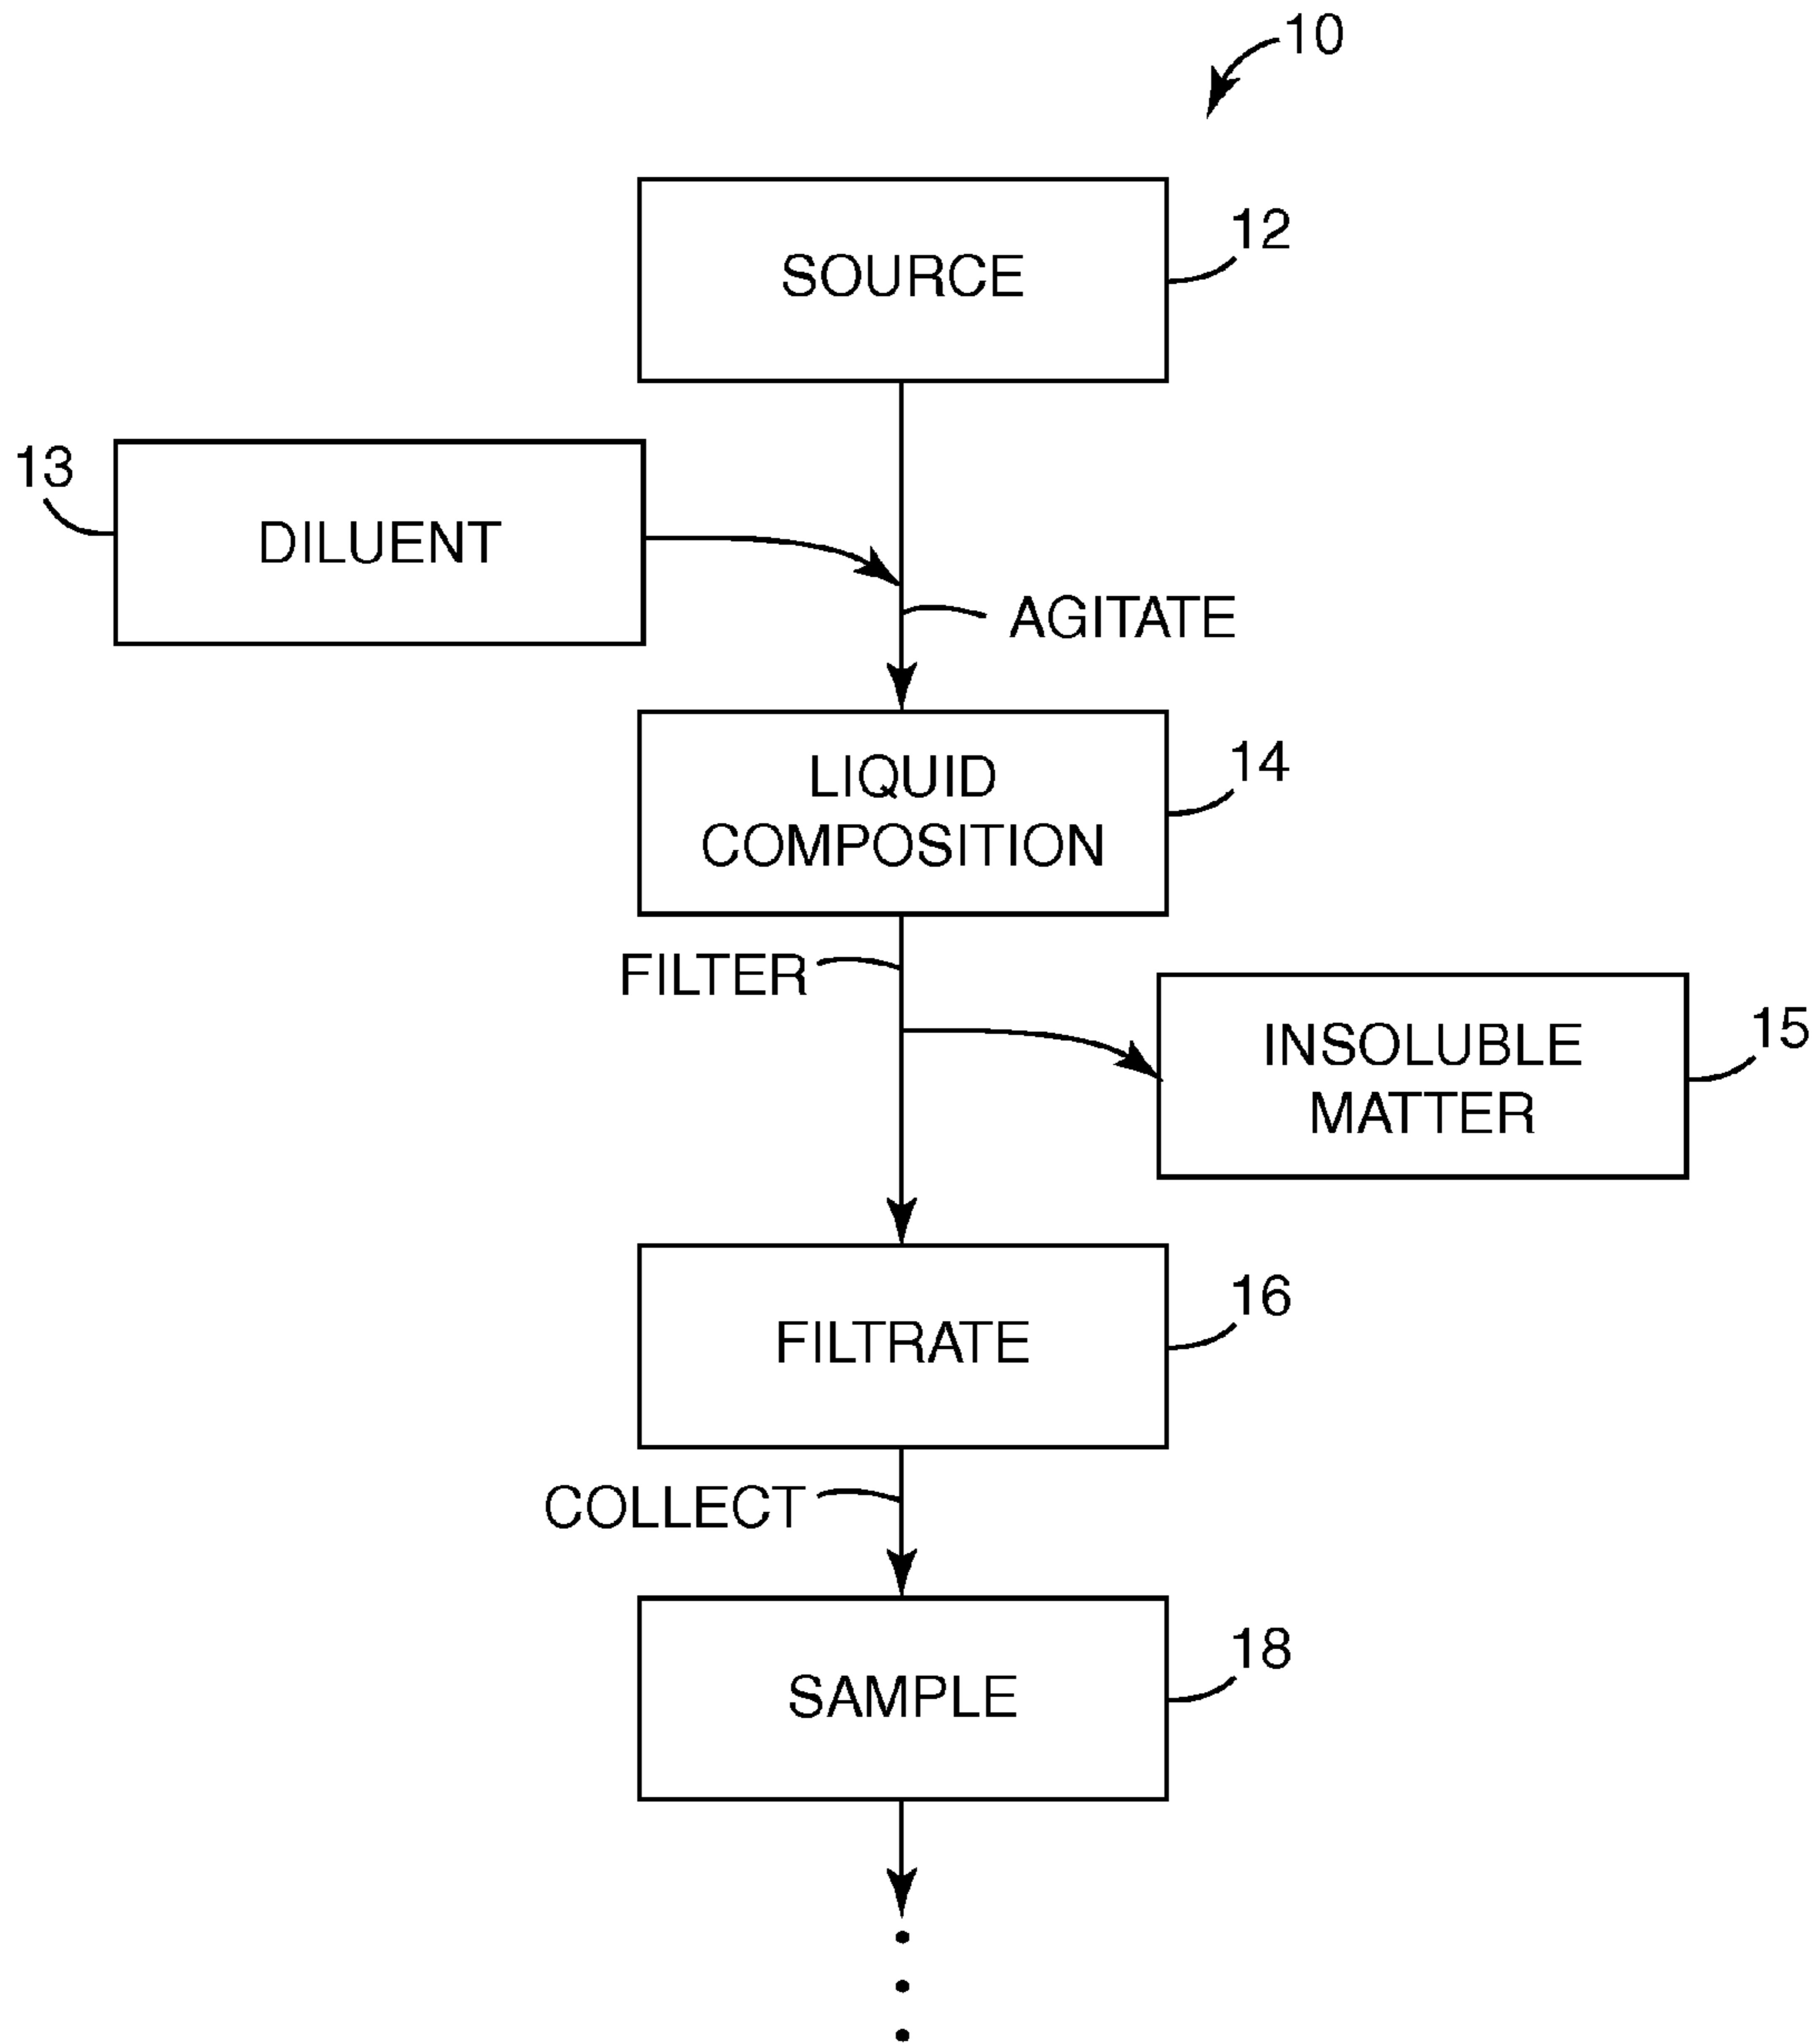 10
SOURCE
12
13
DILUENT
AGITATE
LIQUID
COMPOSITION
14
FILTER
INSOLUBLE
MATTER
15
FILTRATE
16
COLLECT
SAMPLE
18